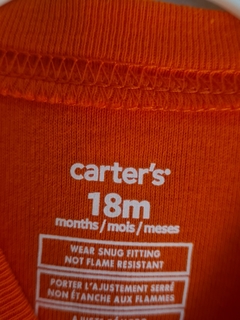 carter's
18m
months / mois / meses
WEAR SNUG FITTING
NOT FLAME RESISTANT
PORTER L'AJUSTEMENT SERRÉ
NON ÉTANCHE AUX FLAMMES